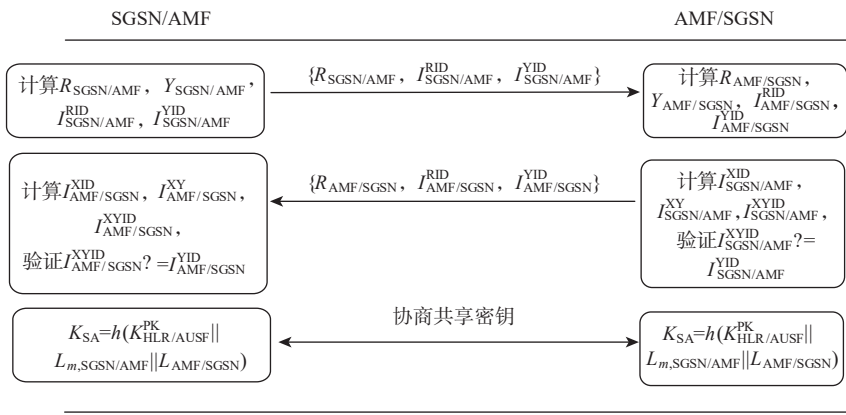 SGSN/AMF
AMF/SGSN
计算R_SGSN/AMF, Y_SGSN/AMF,
I^RID_SGSN/AMF, I^YID_SGSN/AMF
{R_SGSN/AMF, I^RID_SGSN/AMF, I^YID_SGSN/AMF}
计算R_AMF/SGSN,
Y_AMF/SGSN, I^RID_AMF/SGSN,
I^YID_AMF/SGSN
计算I^XID_AMF/SGSN, I^XY_AMF/SGSN,
I^XYID_AMF/SGSN,
验证I^XYID_AMF/SGSN?=I^YID_AMF/SGSN
{R_AMF/SGSN, I^RID_AMF/SGSN, I^YID_AMF/SGSN}
计算I^XID_SGSN/AMF,
I^XY_SGSN/AMF,I^XYID_SGSN/AMF,
验证I^XYID_SGSN/AMF?=
I^YID_SGSN/AMF
K_SA=h(K^PK_HLR/AUSF||
L_m,SGSN/AMF||L_AMF/SGSN)
协商共享密钥
K_SA=h(K^PK_HLR/AUSF||
L_m,SGSN/AMF||L_AMF/SGSN)